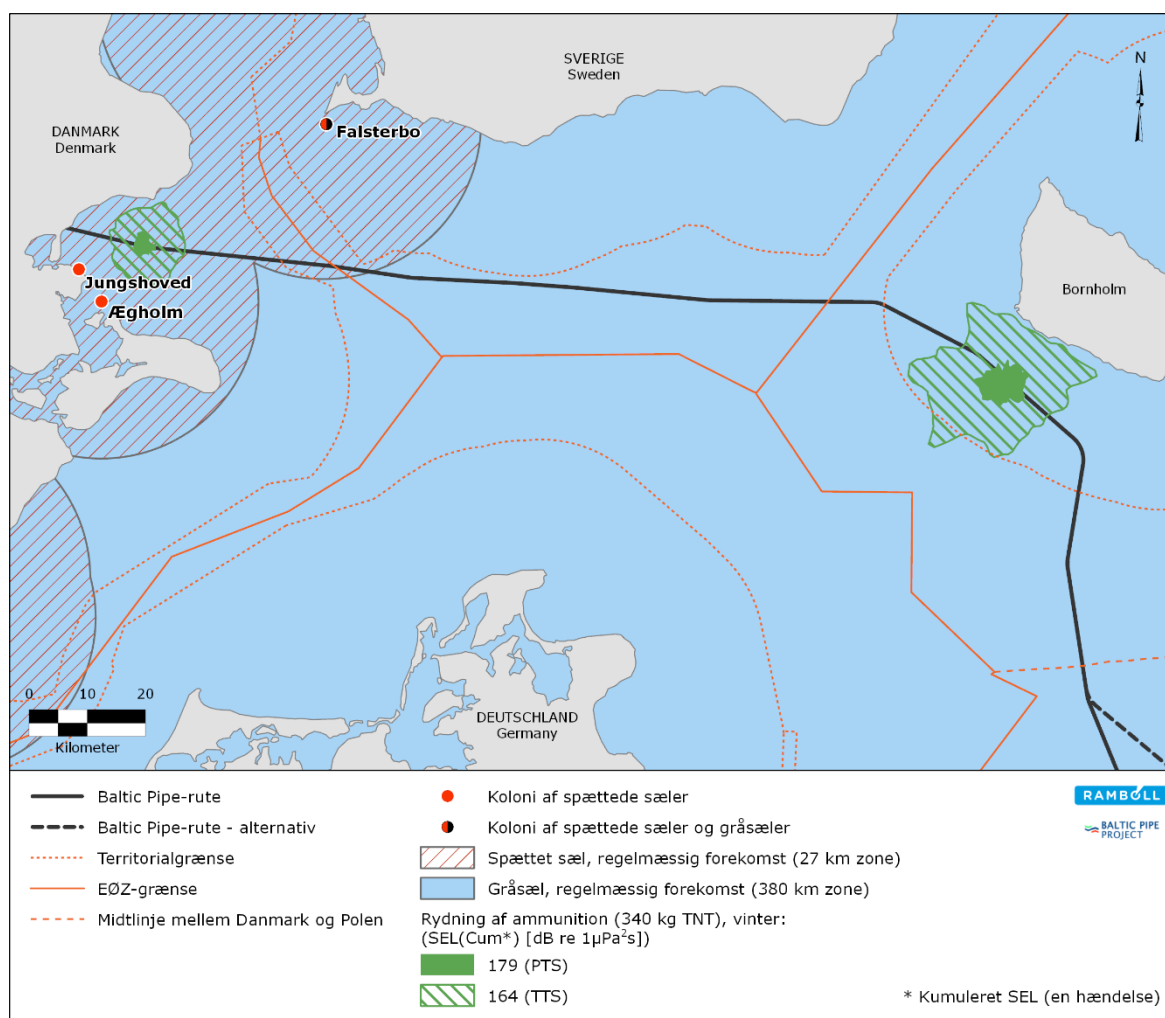 SVERIGE
Sweden
N
DANMARK
Denmark
Falsterbo
Jungshoved
Ægholm
Bornholm
0 10 20
Kilometer
DEUTSCHLAND
Germany
Baltic Pipe-rute
Baltic Pipe-rute - alternativ
Territorialgrænse
EØZ-grænse
Midtlinje mellem Danmark og Polen
Koloni af spættede sæler
Koloni af spættede sæler og gråsæler
Spættet sæl, regelmæssig forekomst (27 km zone)
Gråsæl, regelmæssig forekomst (380 km zone)
Rydning af ammunition (340 kg TNT), vinter:
(SEL(Cum*) [dB re 1µPa²s])
179 (PTS)
164 (TTS)
RAMBOLL
BALTIC PIPE
PROJECT
* Kumuleret SEL (en hændelse)